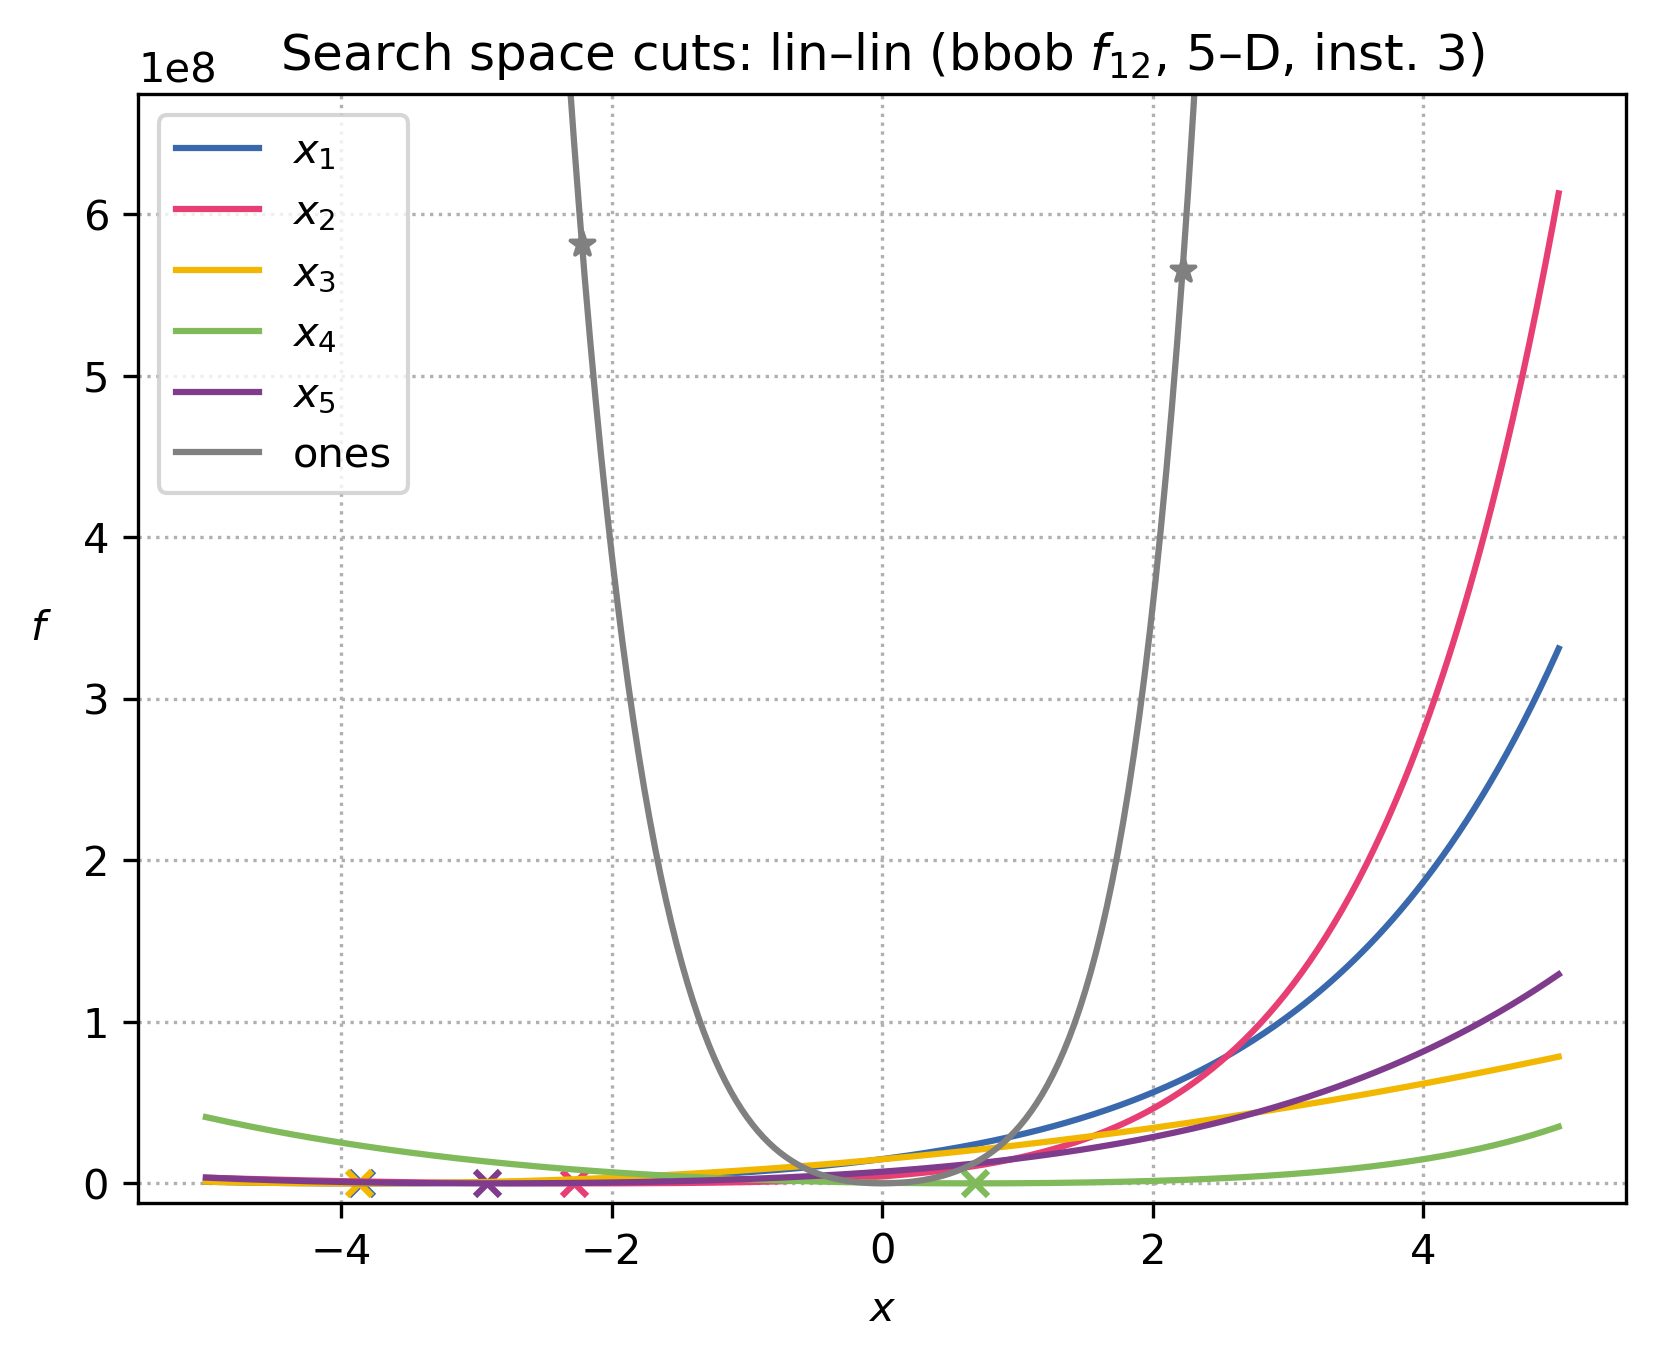 Search space cuts: lin–lin (bbob f₁₂, 5–D, inst. 3)
1e8
x₁
x₂
x₃
x₄
x₅
ones
6
5
4
3
2
1
0
f
−4 −2 0 2 4
x